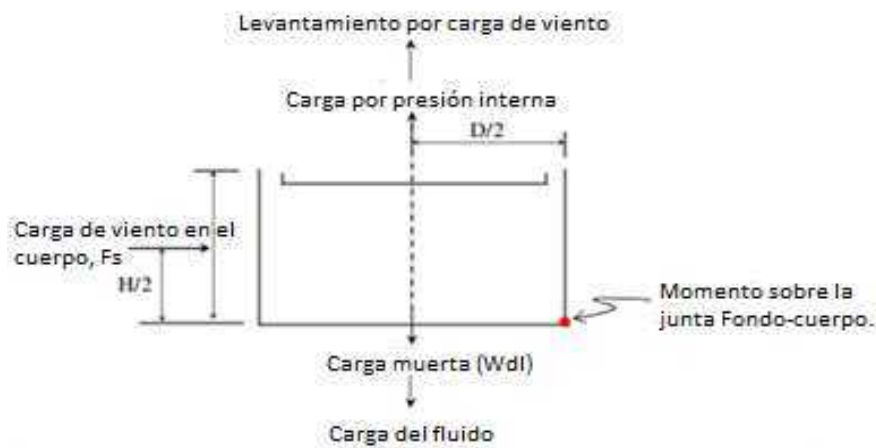 Levantamiento por carga de viento
Carga por presión interna
D/2
Carga de viento en el
cuerpo, Fs
H/2
Momento sobre la
junta Fondo-cuerpo.
Carga muerta (Wdl)
Carga del fluido